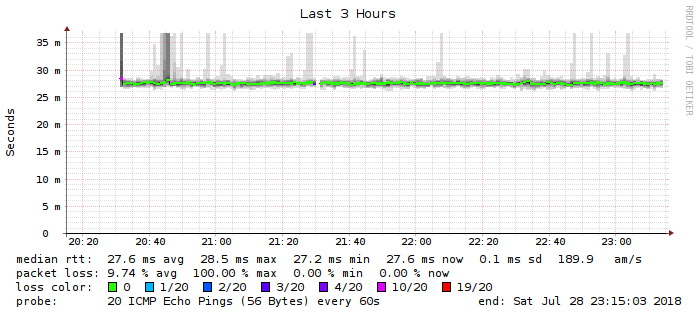 Last 3 Hours
RRDTOOL / TOBI OETIKER
Seconds
35 m
30 m
25 m
20 m
15 m
10 m
5 m
0
20:20 20:40 21:00 21:20 21:40 22:00 22:20 22:40 23:00
median rtt: 27.6 ms avg 28.5 ms max 27.2 ms min 27.6 ms now 0.1 ms sd 189.9 am/s
packet loss: 9.74 % avg 100.00 % max 0.00 % min 0.00 % now
loss color: 0 1/20 2/20 3/20 4/20 10/20 19/20
probe: 20 ICMP Echo Pings (56 Bytes) every 60s end: Sat Jul 28 23:15:03 2018